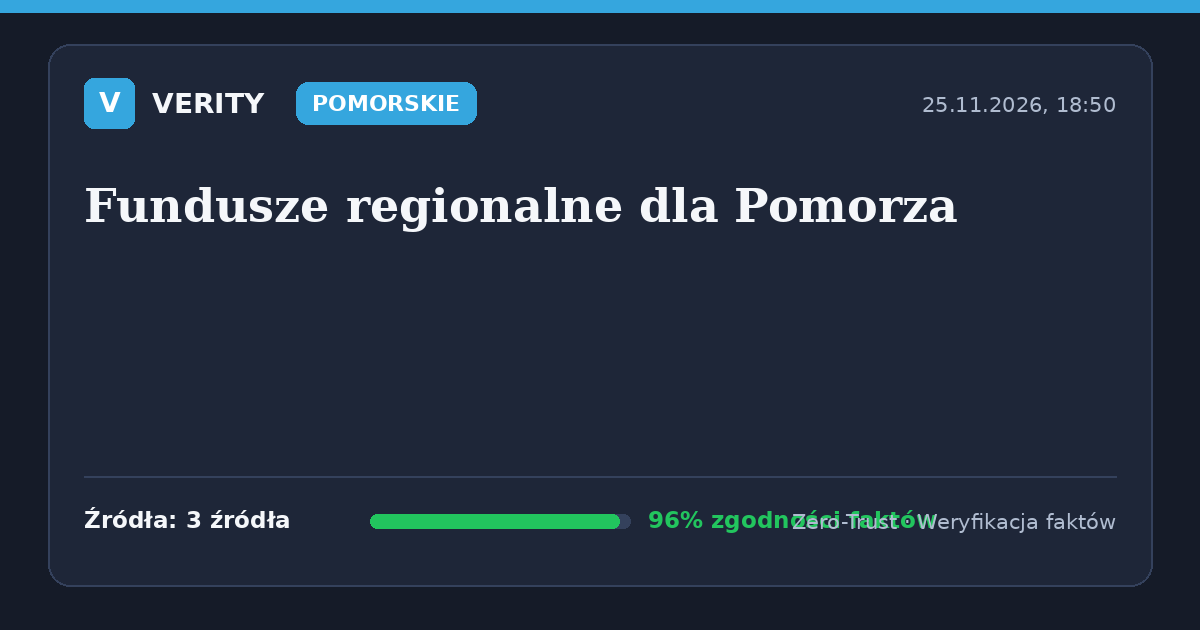 V VERITY POMORSKIE 25.11.2026, 18:50
Fundusze regionalne dla Pomorza
Źródła: 3 źródła 96% zgodności faktów Zero-Trust · Weryfikacja faktów